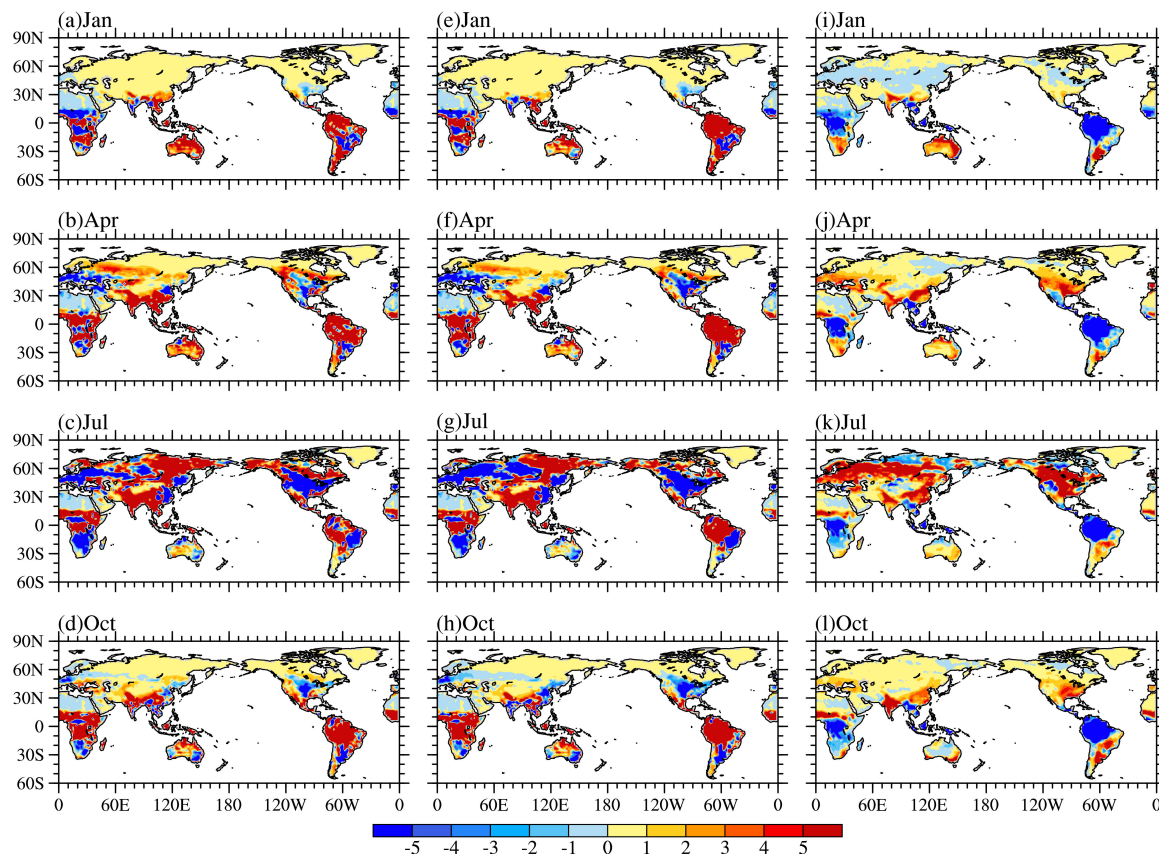 (a)Jan
(e)Jan
(i)Jan
90N
60N
30N
0
30S
60S
(b)Apr
(f)Apr
(j)Apr
90N
60N
30N
0
30S
60S
(c)Jul
(g)Jul
(k)Jul
90N
60N
30N
0
30S
60S
(d)Oct
(h)Oct
(l)Oct
90N
60N
30N
0
30S
60S
0 60E 120E 180 120W 60W 0
0 60E 120E 180 120W 60W 0
0 60E 120E 180 120W 60W 0
-5 -4 -3 -2 -1 0 1 2 3 4 5